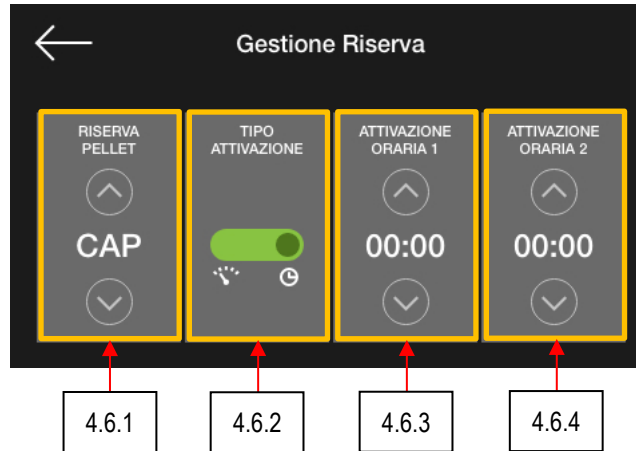 Gestione Riserva
RISERVA
PELLET
CAP
TIPO
ATTIVAZIONE
ATTIVAZIONE
ORARIA 1
00:00
ATTIVAZIONE
ORARIA 2
00:00
4.6.1
4.6.2
4.6.3
4.6.4